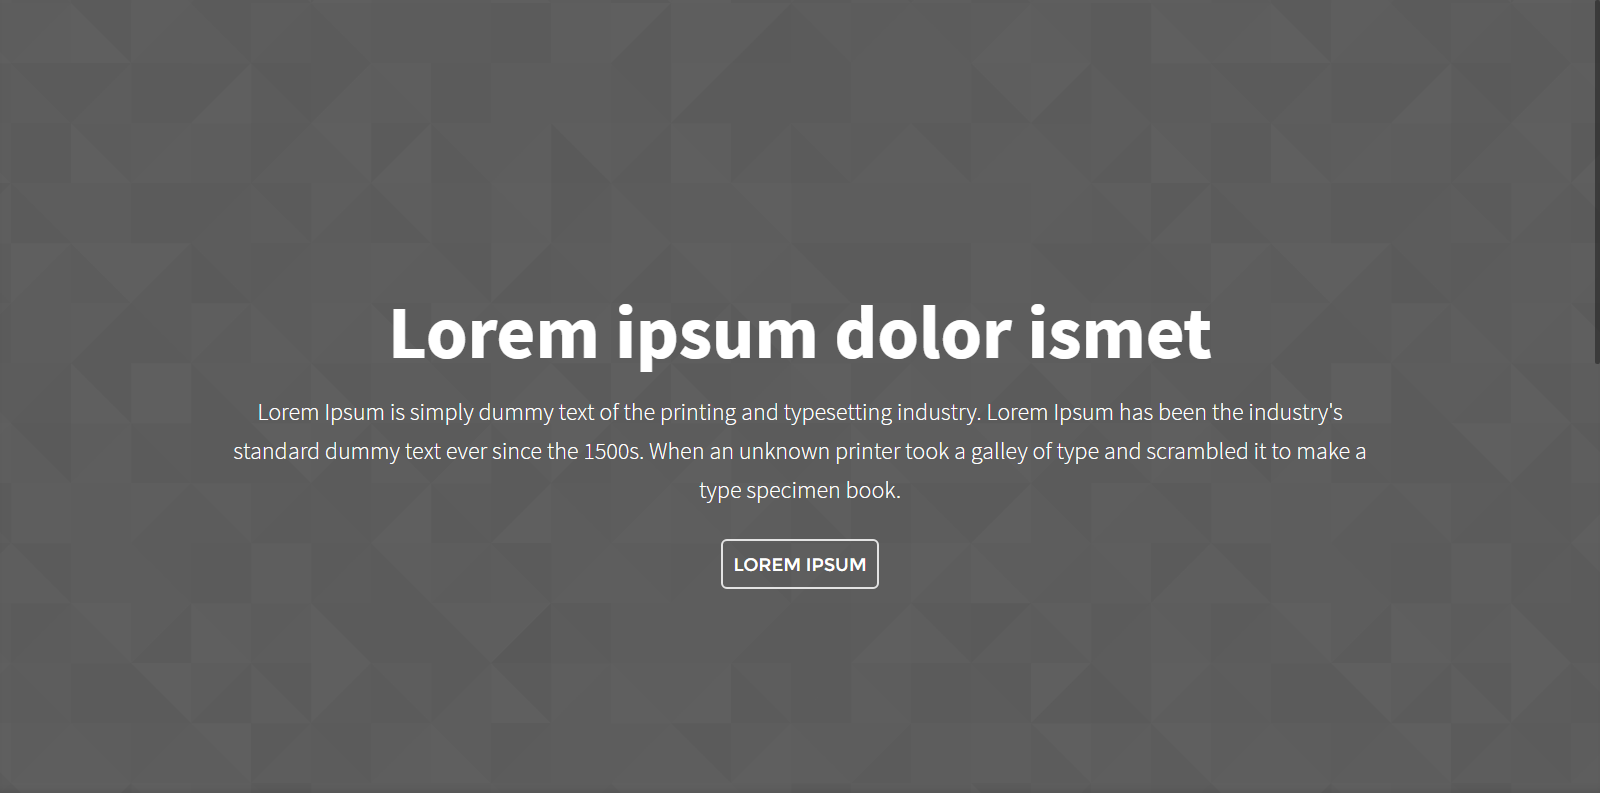 Lorem ipsum dolor ismet
Lorem Ipsum is simply dummy text of the printing and typesetting industry. Lorem Ipsum has been the industry's
standard dummy text ever since the 1500s. When an unknown printer took a galley of type and scrambled it to make a
type specimen book.
LOREM IPSUM